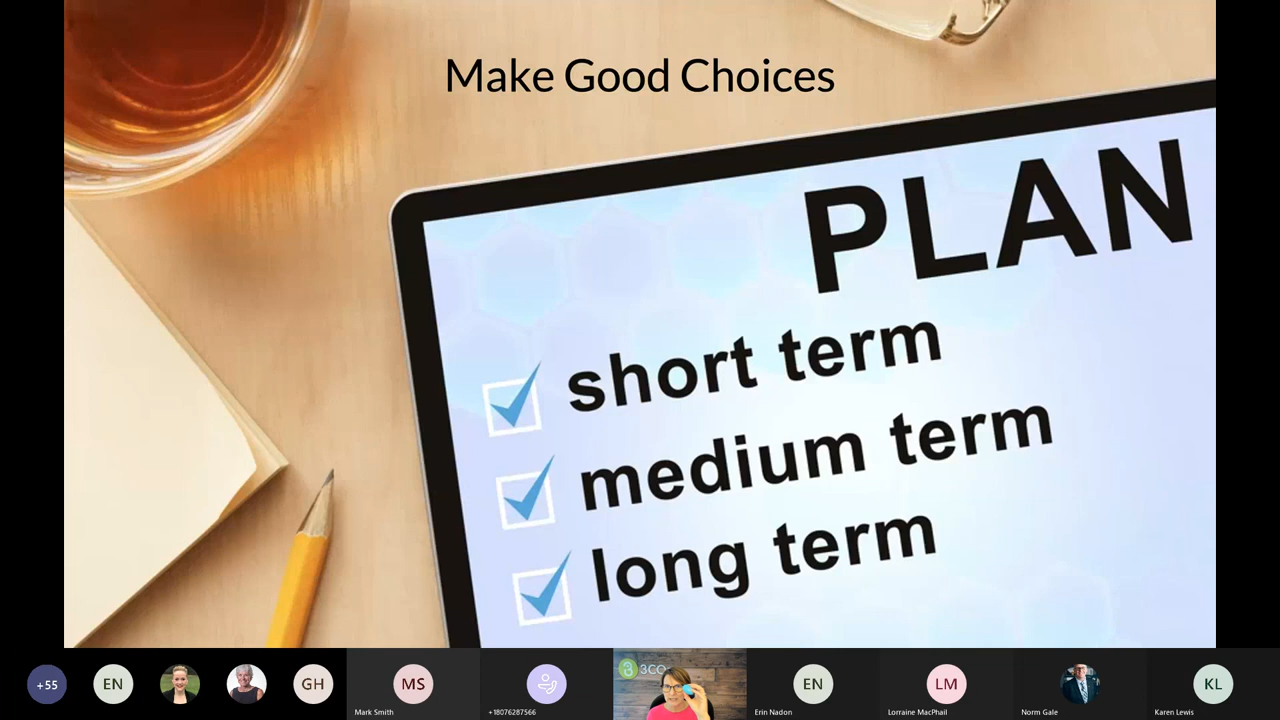 Make Good Choices
PLAN
short term
medium term
long term
3CO
+55
EN
GH
MS
EN
LM
KL
Mark Smith
+18076287566
Erin Nadon
Lorraine MacPhail
Norm Gale
Karen Lewis